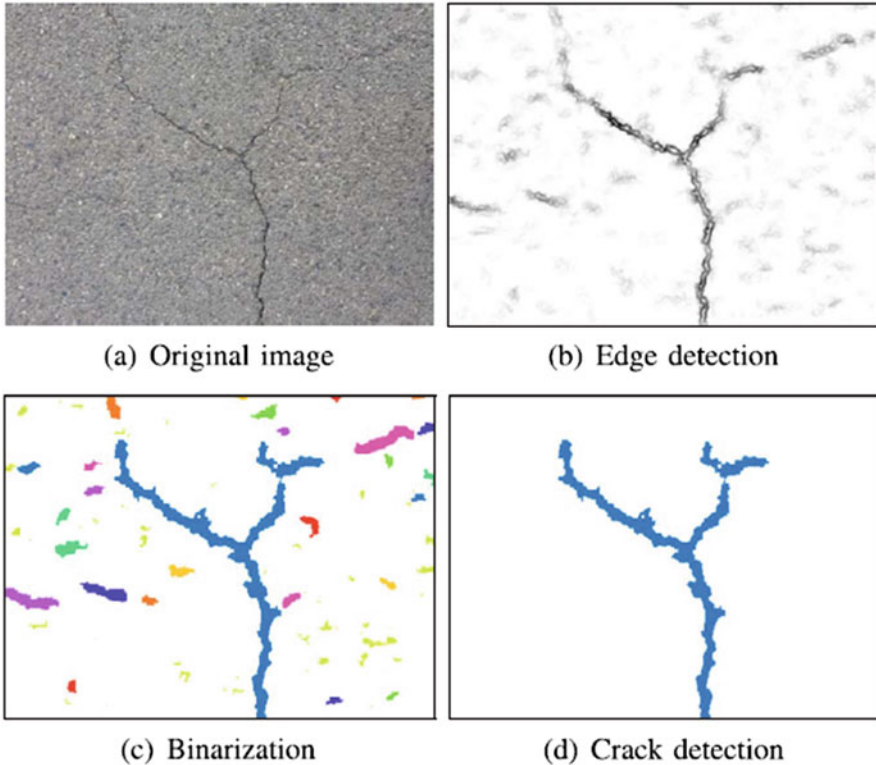 (a) Original image
(b) Edge detection
(c) Binarization
(d) Crack detection